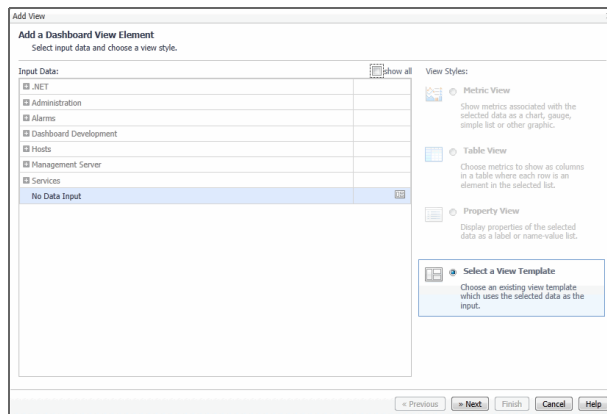 Add View
Add a Dashboard View Element
Select input data and choose a view style.
Input Data:
show all
.NET
Administration
Alarms
Dashboard Development
Hosts
Management Server
Services
No Data Input
View Styles:
Metric View
Show metrics associated with the
selected data as a chart, gauge,
simple list or other graphic.
Table View
Choose metrics to show as columns
in a table where each row is an
element in the selected list.
Property View
Display properties of the selected
data as a label or name-value list.
Select a View Template
Choose an existing view template
which uses the selected data as the
input.
« Previous
» Next
Finish
Cancel
Help